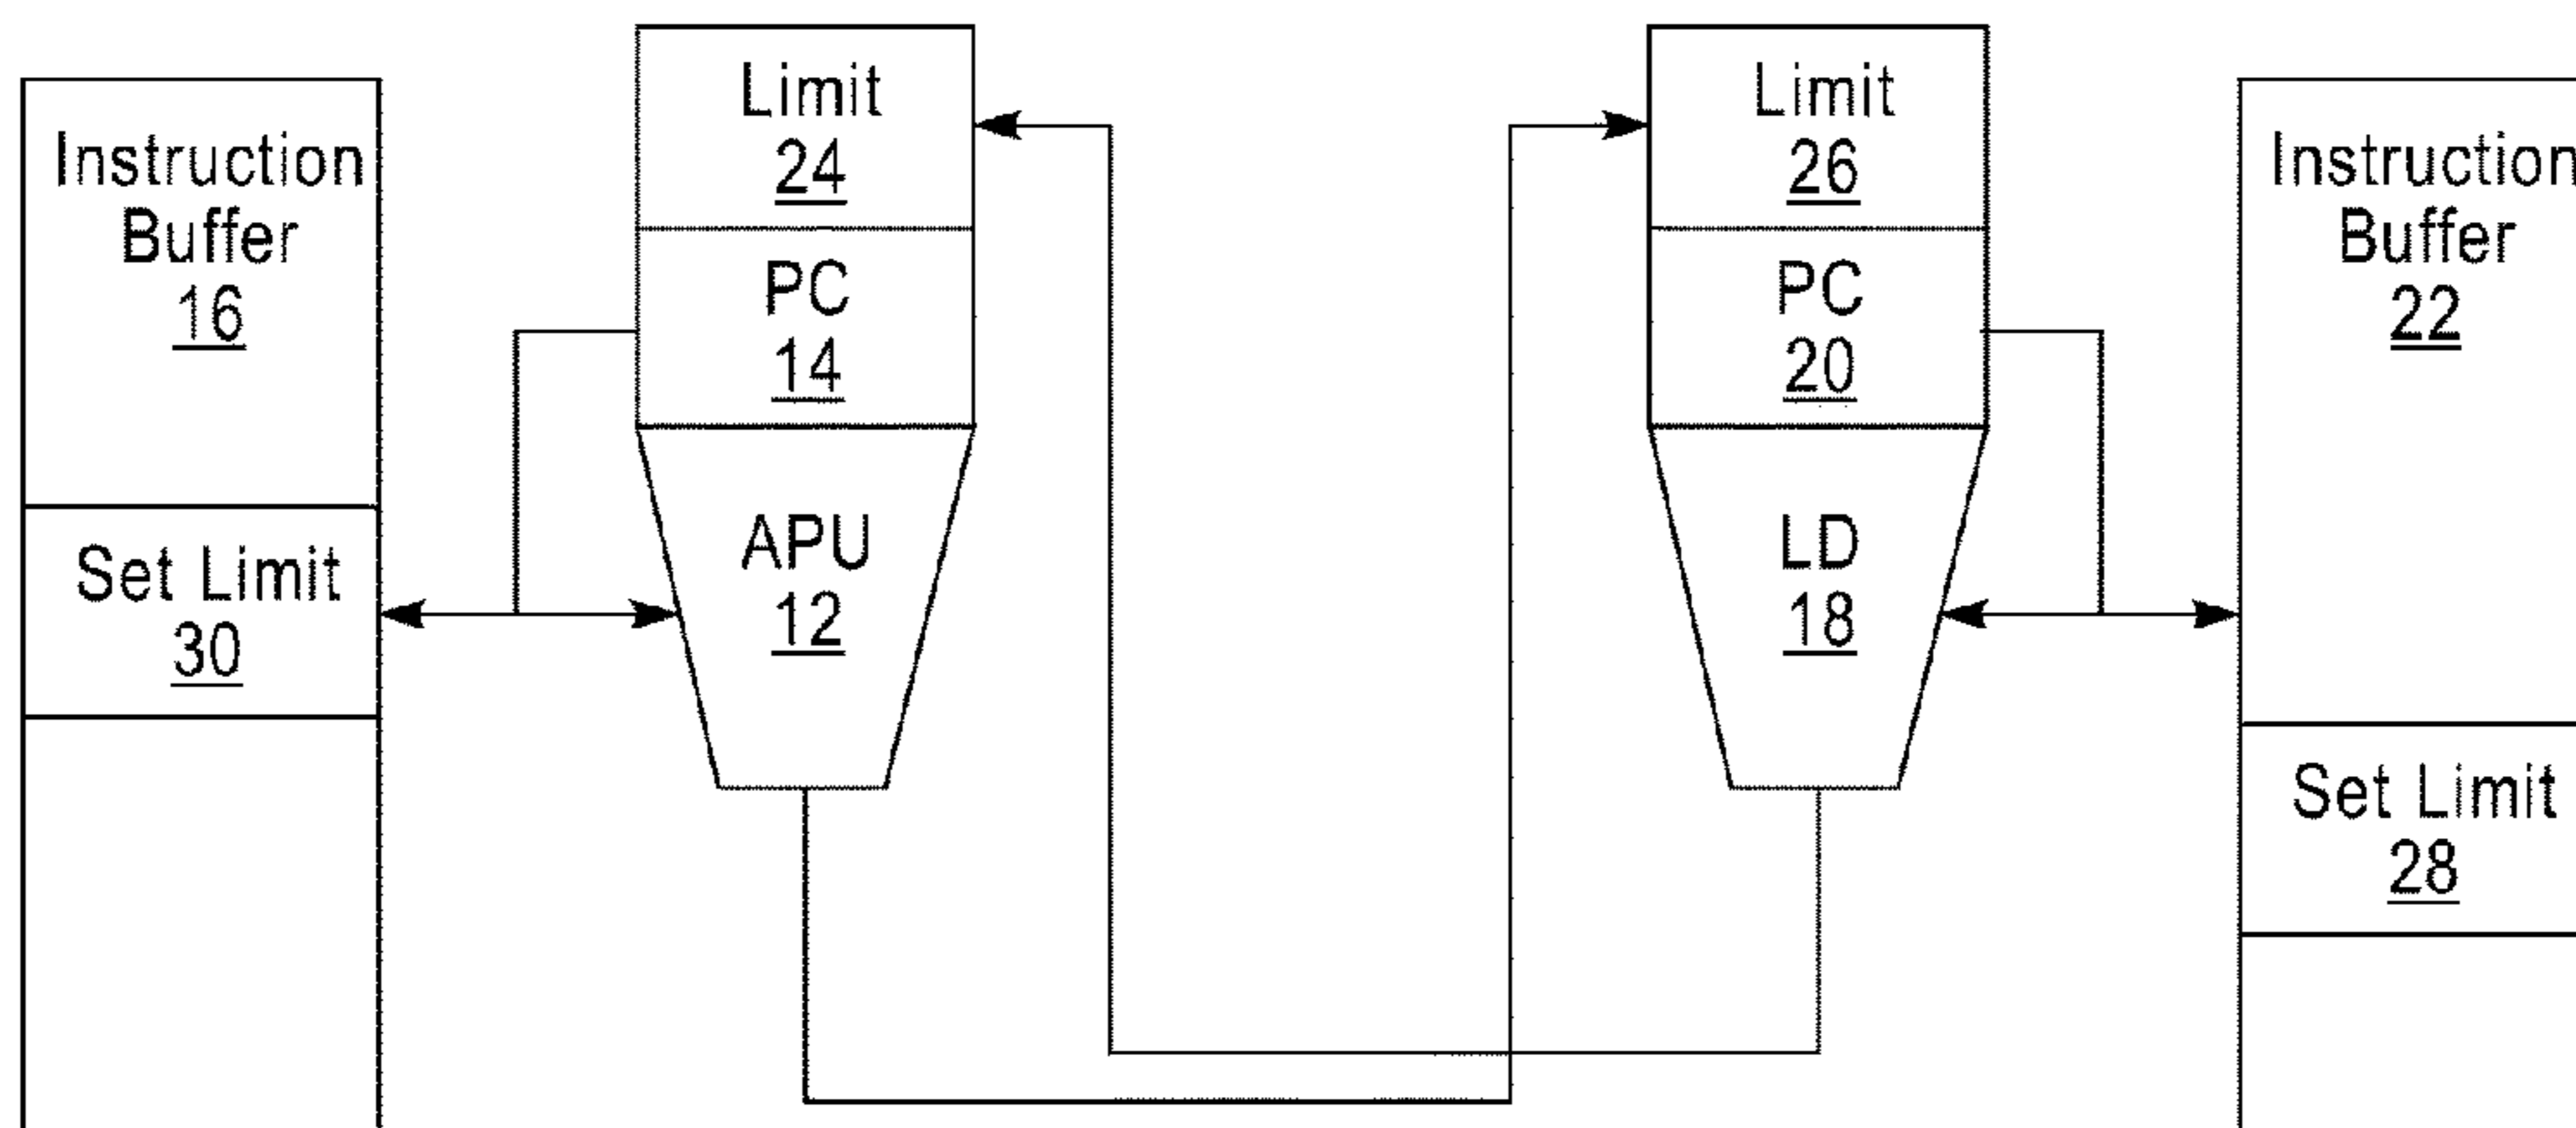 Instruction
Buffer
16
Set Limit
30
Limit
24
PC
14
APU
12
Limit
26
PC
20
LD
18
Instruction
Buffer
22
Set Limit
28